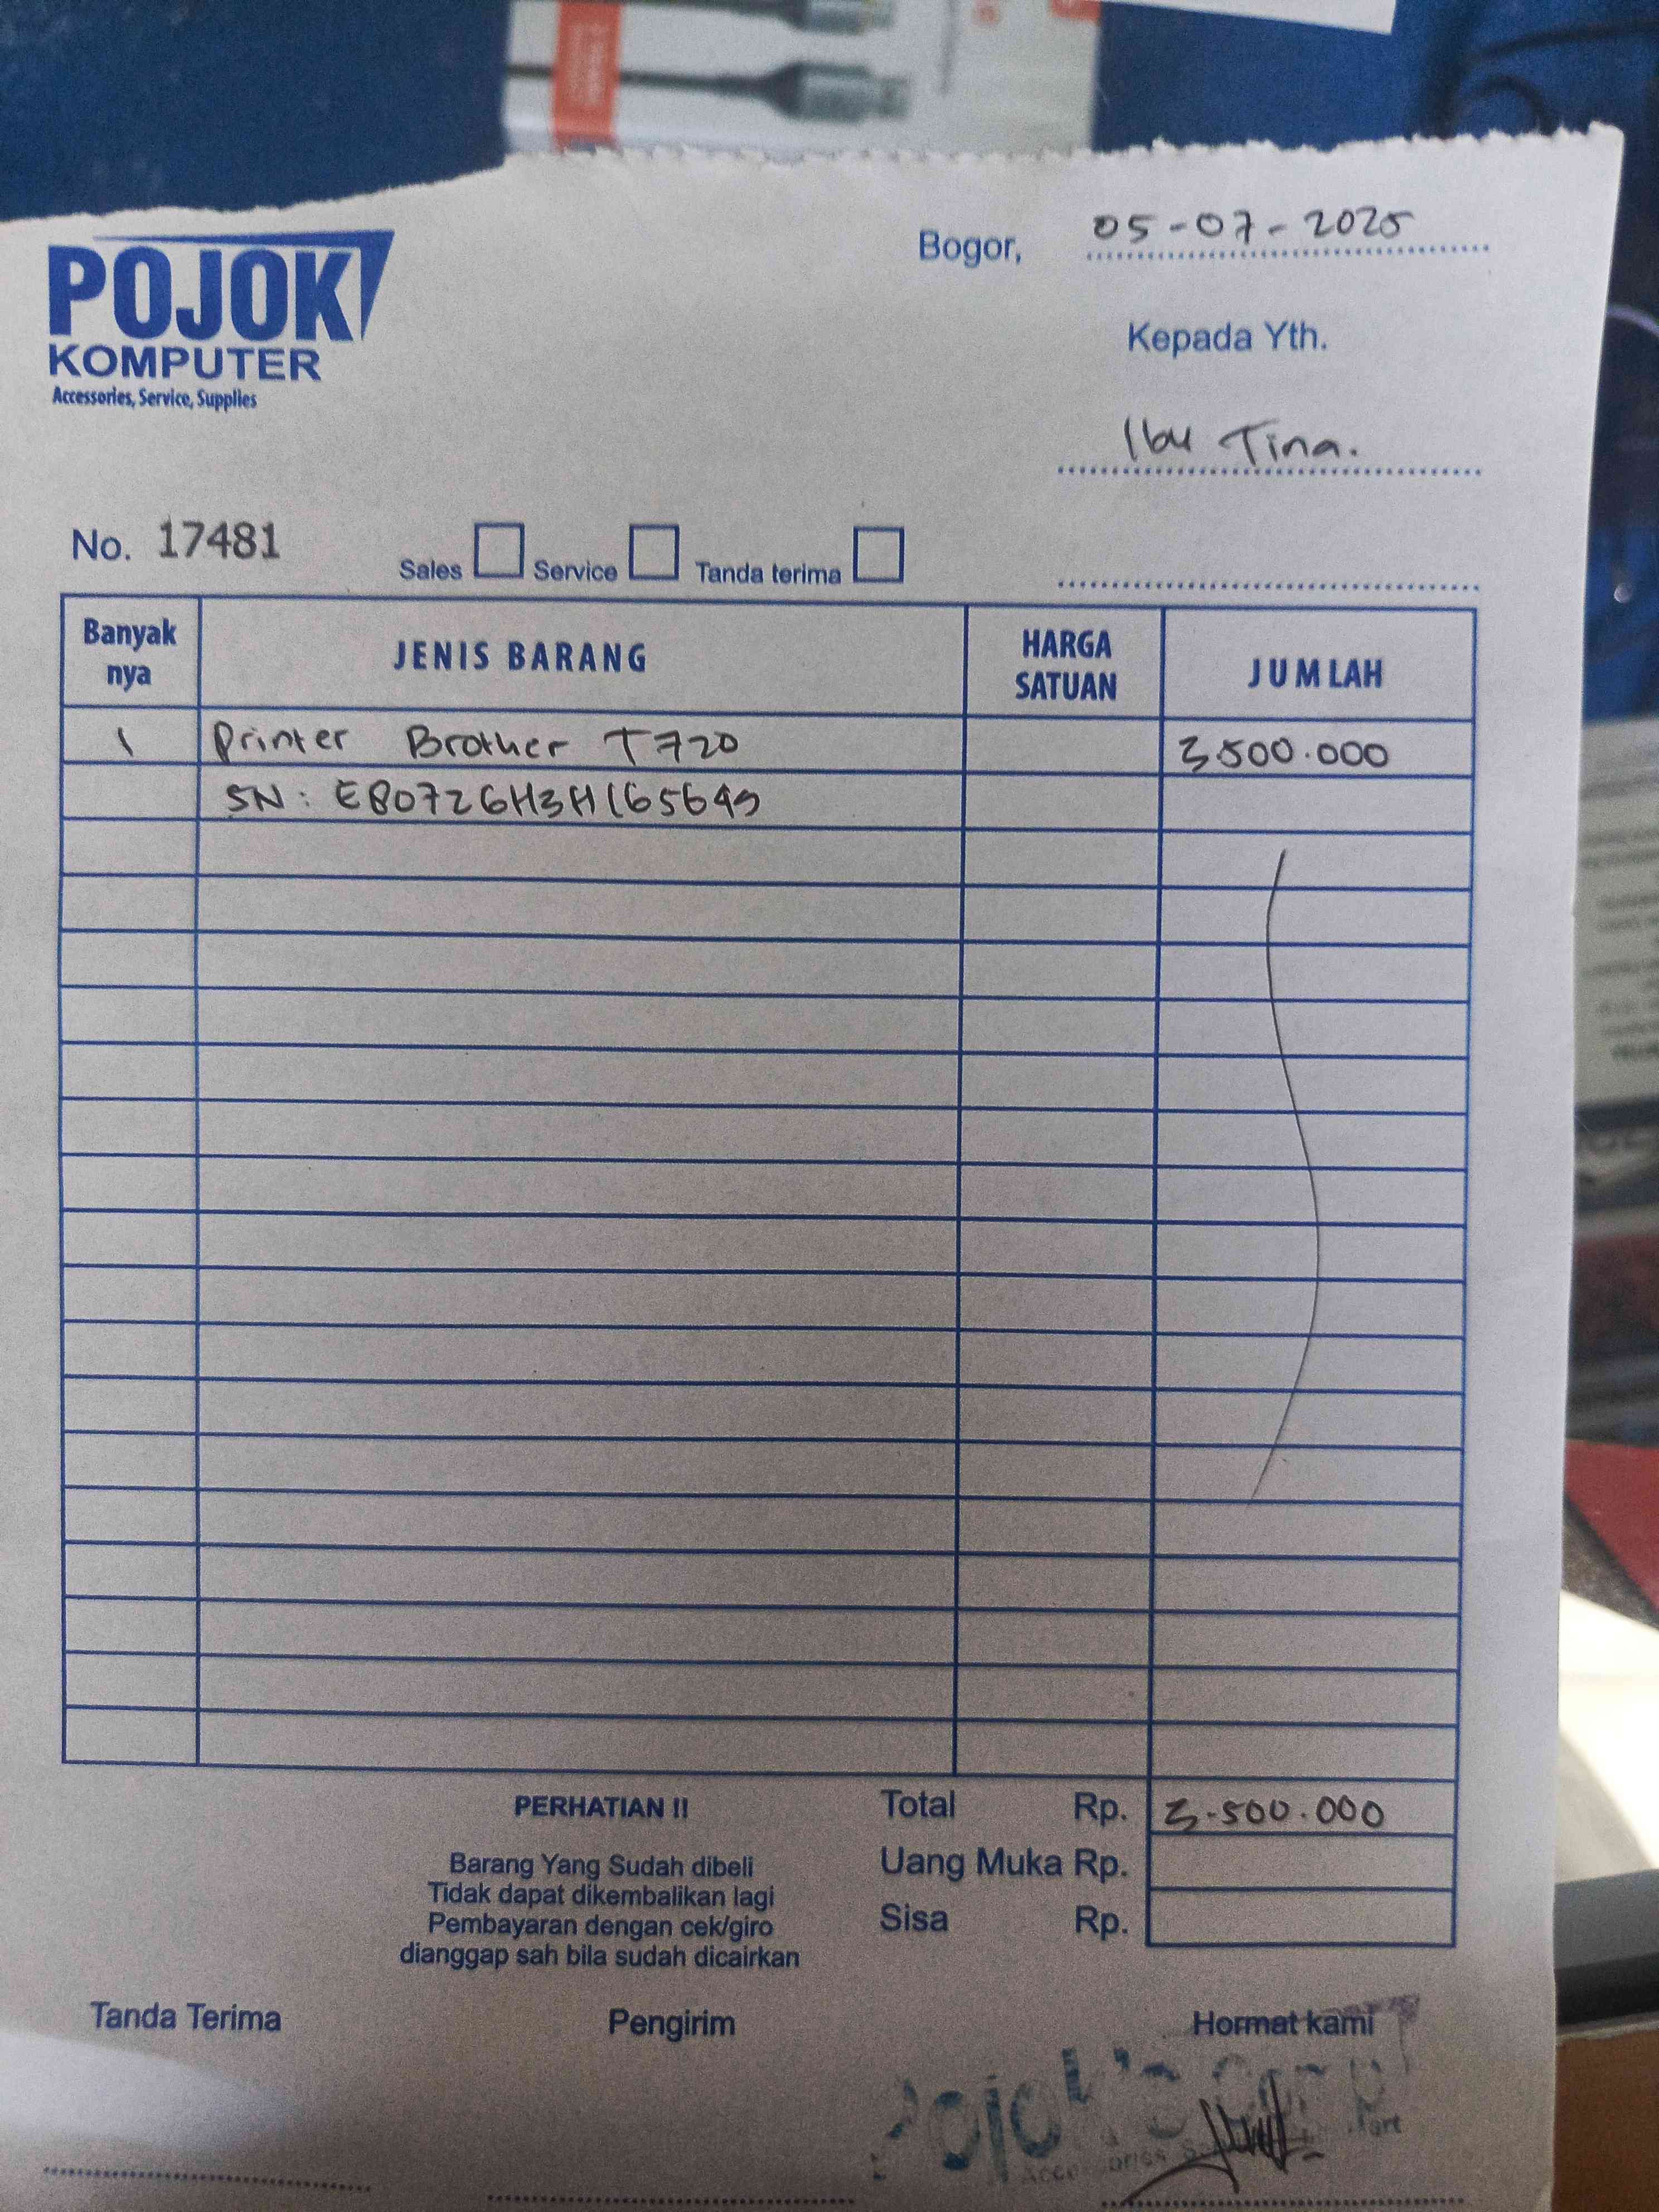 POJOK
KOMPUTER
Accessories, Service, Supplies
Bogor, 05-07-2025
Kepada Yth.
Ibu Tina.
No. 17481
Sales Service Tanda terima
Banyak nya JENIS BARANG HARGA SATUAN JUMLAH
1 Printer Brother T720 3.500.000
SN: E80726H3H165649
PERHATIAN !!
Barang Yang Sudah dibeli
Tidak dapat dikembalikan lagi
Pembayaran dengan cek/giro
dianggap sah bila sudah dicairkan
Total Rp. 3.500.000
Uang Muka Rp.
Sisa Rp.
Tanda Terima Pengirim Hormat kami